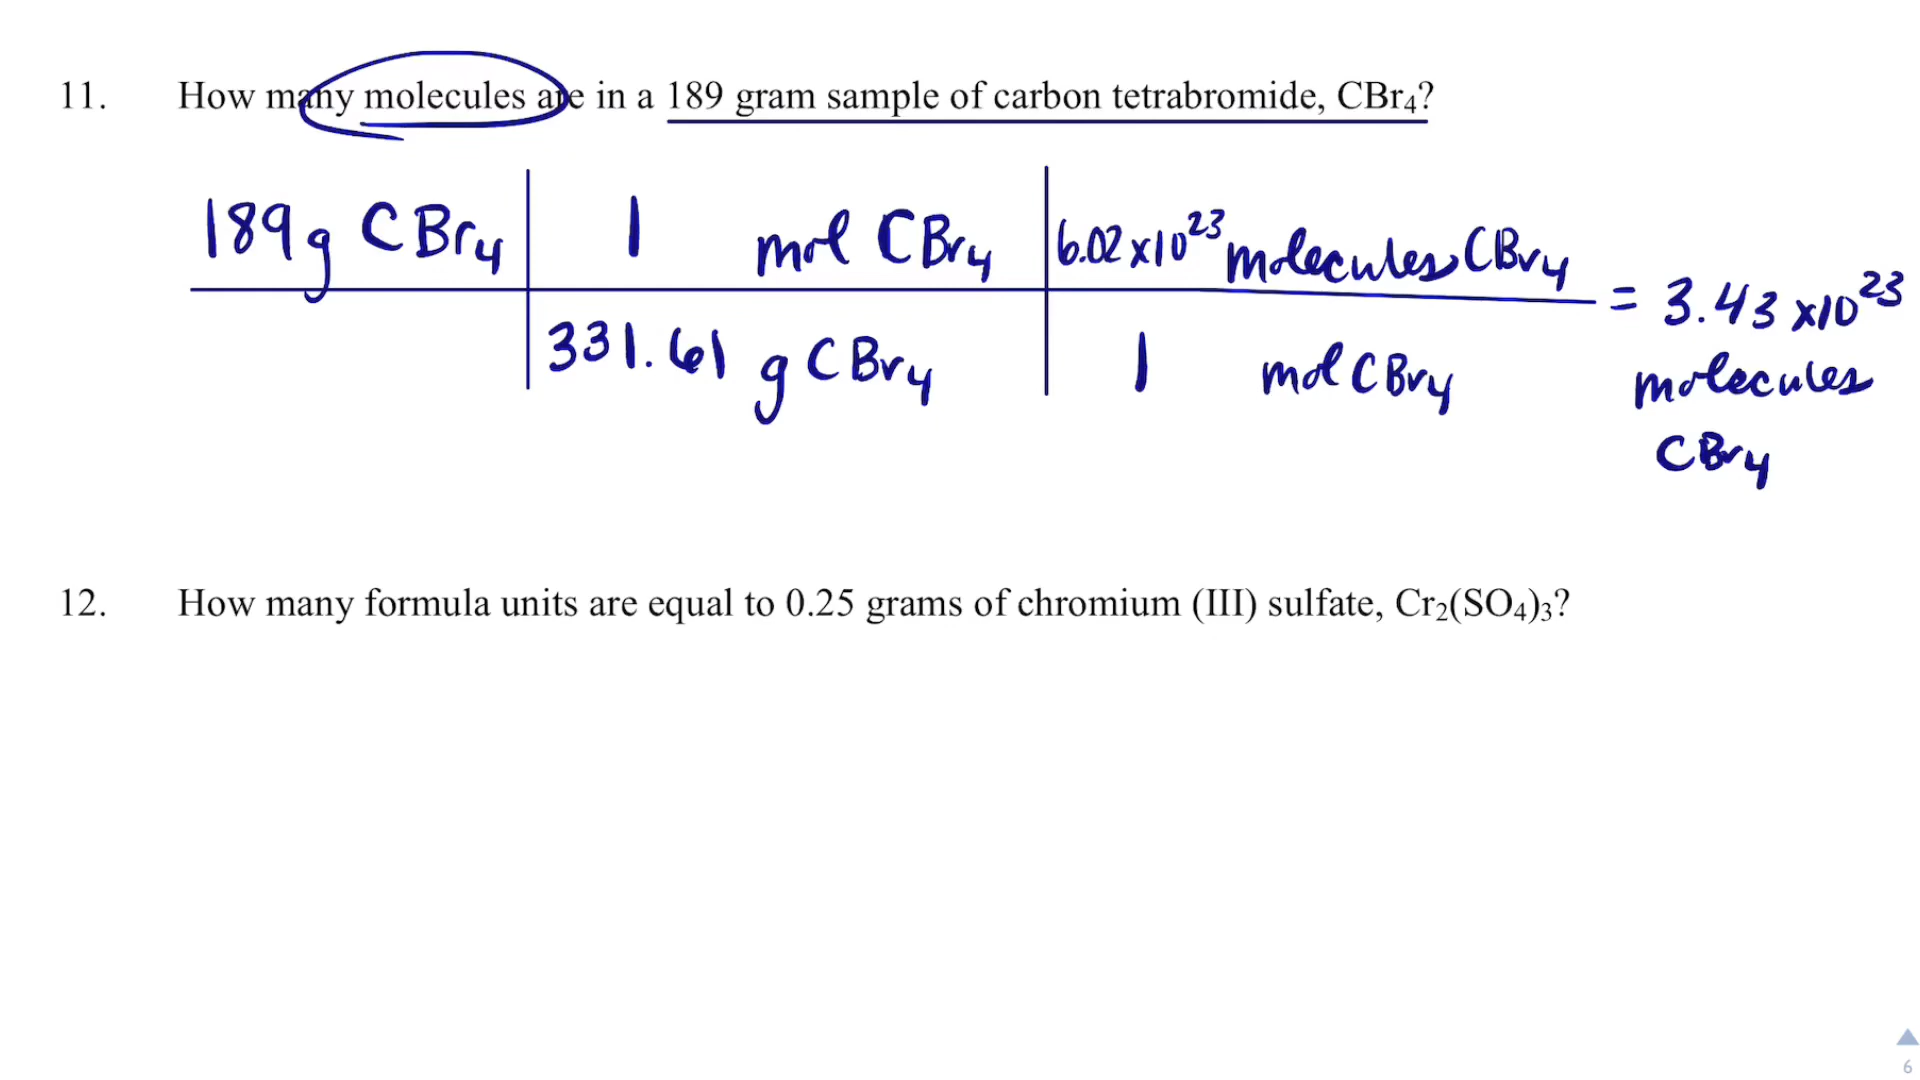 11. How many molecules are in a 189 gram sample of carbon tetrabromide, CBr₄?
189g CBr₄ | 1 mol CBr₄ | 6.02 x10²³ molecules CBr₄
331.61 g CBr₄ | 1 mol CBr₄
= 3.43 x10²³
molecules
CBr₄
12. How many formula units are equal to 0.25 grams of chromium (III) sulfate, Cr₂(SO₄)₃?
6